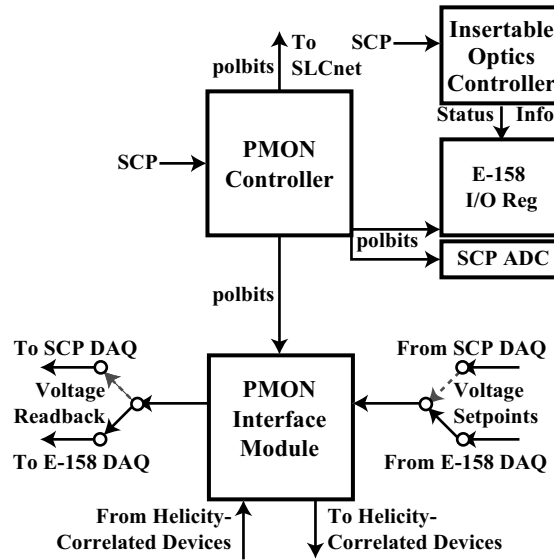 To
SLCnet
polbits
SCP
Insertable
Optics
Controller
Status Info
SCP
PMON
Controller
E-158
I/O Reg
polbits
SCP ADC
polbits
To SCP DAQ
Voltage
Readback
To E-158 DAQ
PMON
Interface
Module
From SCP DAQ
Voltage
Setpoints
From E-158 DAQ
From Helicity-
Correlated Devices
To Helicity-
Correlated Devices